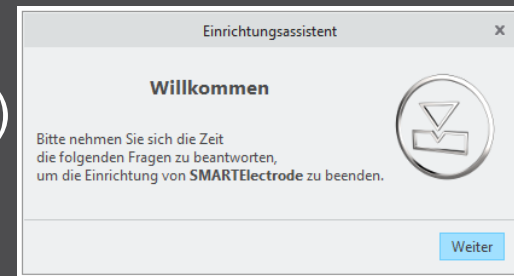 Einrichtungsassistent x
Willkommen
Bitte nehmen Sie sich die Zeit
die folgenden Fragen zu beantworten,
um die Einrichtung von SMARTElectrode zu beenden.
Weiter